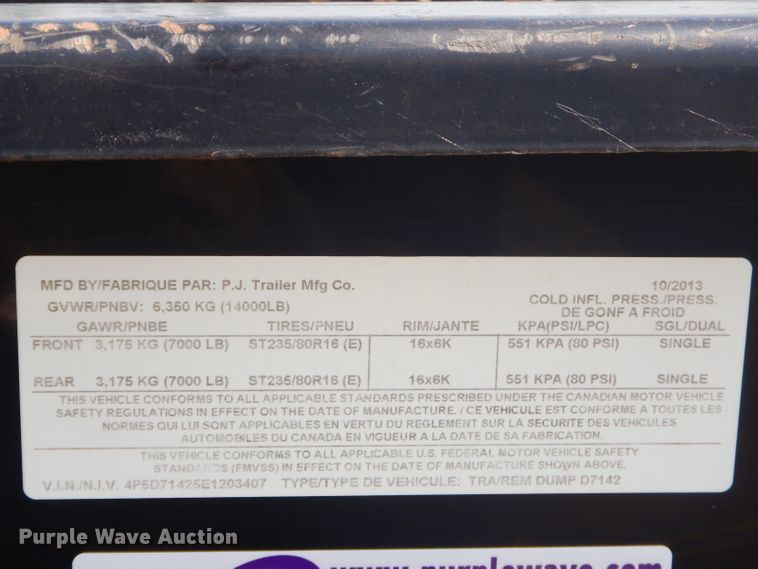 MFD BY/FABRIQUE PAR: P.J. Trailer Mfg Co. 10/2013
GVWR/PNBV: 6,350 KG (14000LB) COLD INFL. PRESS./PRESS.
DE GONF A FROID
GAWR/PNBE TIRES/PNEU RIM/JANTE KPA(PSI/LPC) SGL/DUAL
FRONT 3,175 KG (7000 LB) ST235/80R16 (E) 16x6K 551 KPA (80 PSI) SINGLE
REAR 3,175 KG (7000 LB) ST235/80R16 (E) 16x6K 551 KPA (80 PSI) SINGLE
THIS VEHICLE CONFORMS TO ALL APPLICABLE STANDARDS PRESCRIBED UNDER THE CANADIAN MOTOR VEHICLE
SAFETY REGULATIONS IN EFFECT ON THE DATE OF MANUFACTURE. / CE VEHICULE EST CONFORME A TOUTES LES
NORMES QUI LUI SONT APPLICABLES EN VERTU DU REGLEMENT SUR LA SECURITE DES VEHICULES
AUTOMOBILES DU CANADA EN VIGUEUR A LA DATE DE SA FABRICATION.
THIS VEHICLE CONFORMS TO ALL APPLICABLE U.S. FEDERAL MOTOR VEHICLE SAFETY
STANDARDS (FMVSS) IN EFFECT ON THE DATE OF MANUFACTURE SHOWN ABOVE.
V.I.N./N.I.V. 4P5D71425E1203407 TYPE/TYPE DE VEHICULE: TRA/REM DUMP D7142
Purple Wave Auction
www.purplewave.com